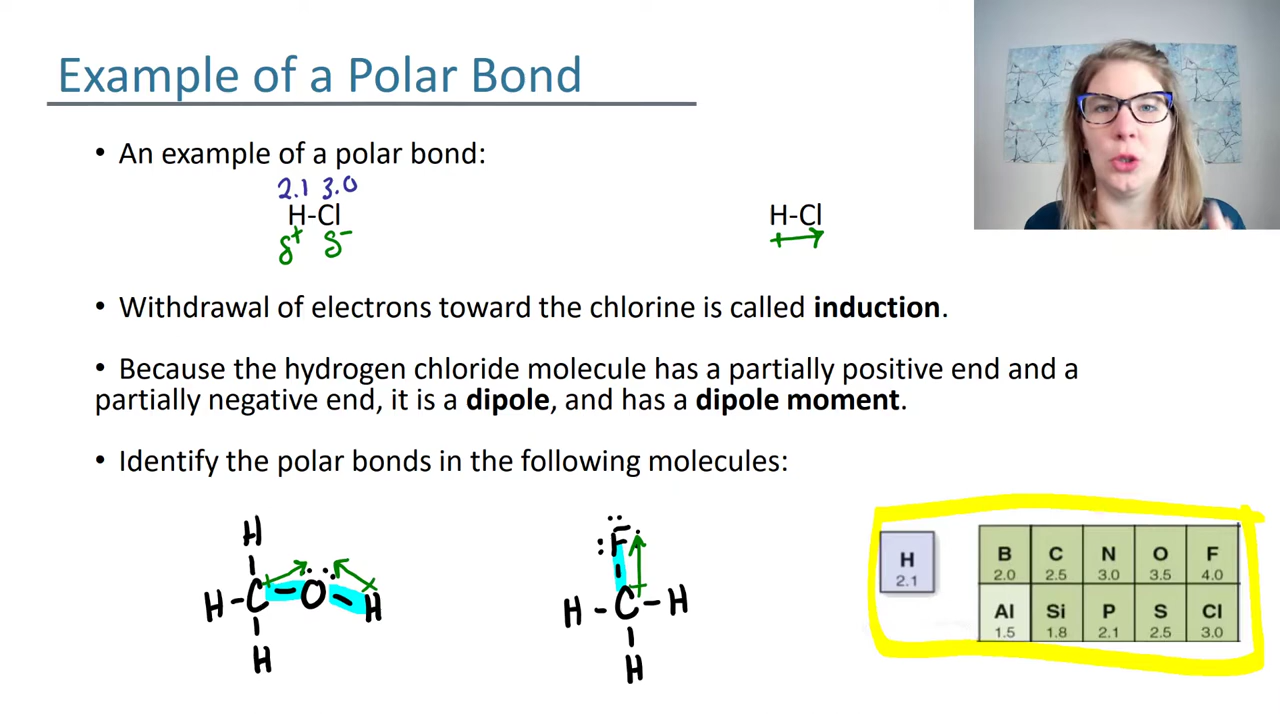 Example of a Polar Bond
• An example of a polar bond:
2.1 3.0
H-Cl H-Cl
δ+ δ-
• Withdrawal of electrons toward the chlorine is called induction.
• Because the hydrogen chloride molecule has a partially positive end and a
partially negative end, it is a dipole, and has a dipole moment.
• Identify the polar bonds in the following molecules:
H
H-C-O-H
H
F
H-C-H
H
H B C N O F
2.1 2.0 2.5 3.0 3.5 4.0
Al Si P S Cl
1.5 1.8 2.1 2.5 3.0